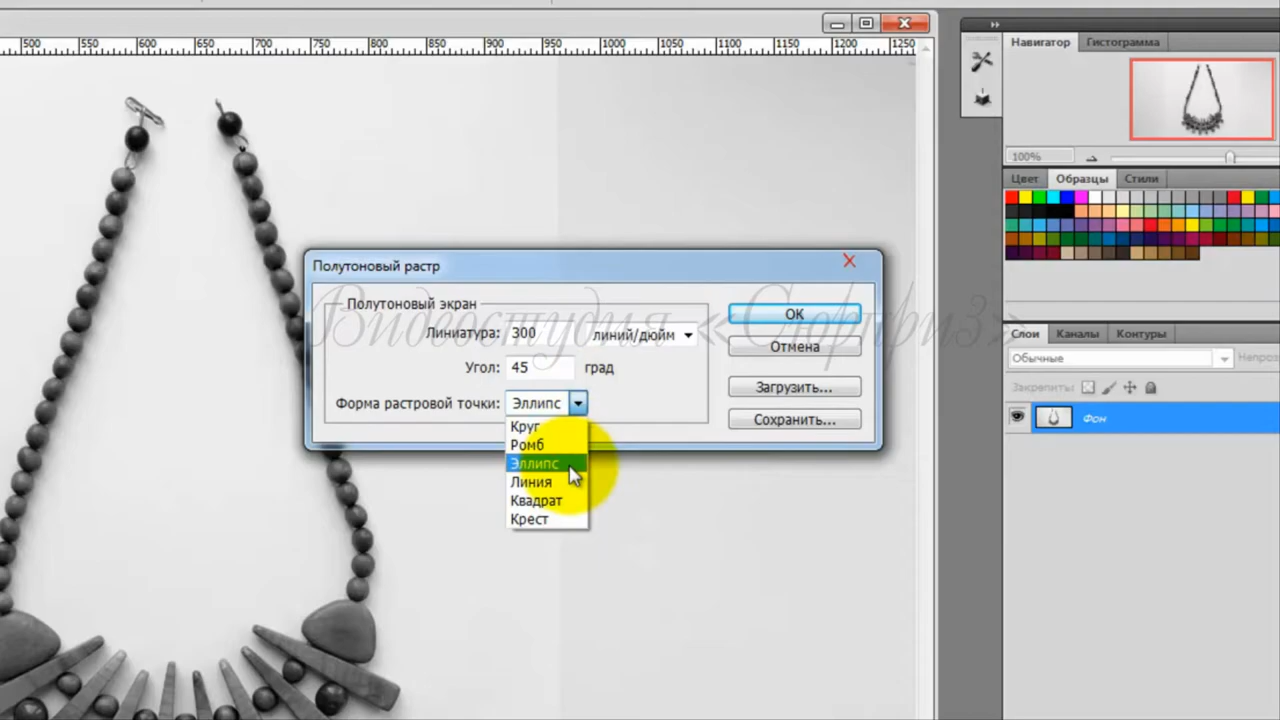 500 550 600 650 700 750 800 850 900 950 1000 1050 1100 1150 1200 1250
Навигатор Гистограмма
100%
Цвет Образцы Стили
Полутоновый растр
Полутоновый экран
Линиатура: 300 линий/дюйм
Угол: 45 град
Форма растровой точки: Эллипс
Круг
Ромб
Эллипс
Линия
Квадрат
Крест
ОК
Отмена
Загрузить...
Сохранить...
Видеостудия «Сюрприз»
Слои Каналы Контуры
Обычные Непроз
Закрепить:
Фон